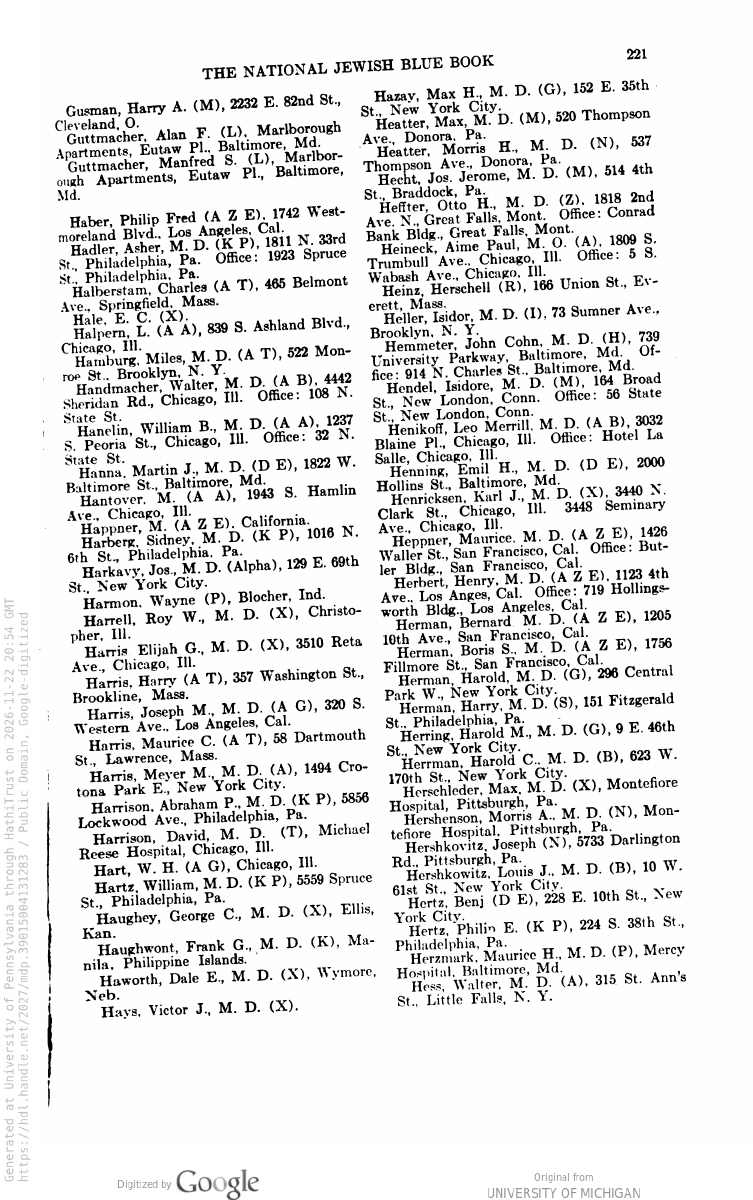 THE NATIONAL JEWISH BLUE BOOK
221
Gusman, Harry A. (M), 2232 E. 82nd St.,
Cleveland, O.
Guttmacher, Alan F. (L), Marlborough
Apartments, Eutaw Pl., Baltimore, Md.
Guttmacher, Manfred S. (L), Marlbor-
ough Apartments, Eutaw Pl., Baltimore,
Md.
Haber, Philip Fred (A Z E), 1742 West-
moreland Blvd., Los Angeles, Cal.
Hadler, Asher, M. D. (K P), 1811 N. 33rd
St., Philadelphia, Pa. Office: 1923 Spruce
St., Philadelphia, Pa.
Halberstam, Charles (A T), 465 Belmont
Ave., Springfield, Mass.
Hale, E. C. (X).
Halpern, L. (A A), 839 S. Ashland Blvd.,
Chicago, Ill.
Hamburg, Miles, M. D. (A T), 522 Mon-
roe St., Brooklyn, N. Y.
Handmacher, Walter, M. D. (A B), 4442
Sheridan Rd., Chicago, Ill. Office: 108 N.
State St.
Hanelin, William B., M. D. (A A), 1237
S. Peoria St., Chicago, Ill. Office: 32 N.
State St.
Hanna, Martin J., M. D. (D E), 1822 W.
Baltimore St., Baltimore, Md.
Hantover, M. (A A), 1943 S. Hamlin
Ave., Chicago, Ill.
Happner, M. (A Z E). California.
Harberg, Sidney, M. D. (K P), 1016 N.
6th St., Philadelphia, Pa.
Harkavy, Jos., M. D. (Alpha), 129 E. 69th
St., New York City.
Harmon, Wayne (P), Blocher, Ind.
Harrell, Roy W., M. D. (X), Christo-
pher, Ill.
Harris Elijah G., M. D. (X), 3510 Reta
Ave., Chicago, Ill.
Harris, Harry (A T), 357 Washington St.,
Brookline, Mass.
Harris, Joseph M., M. D. (A G), 320 S.
Western Ave., Los Angeles, Cal.
Harris, Maurice C. (A T), 58 Dartmouth
St., Lawrence, Mass.
Harris, Meyer M., M. D. (A), 1494 Cro-
tona Park E., New York City.
Harrison, Abraham P., M. D. (K P), 5856
Lockwood Ave., Philadelphia, Pa.
Harrison, David, M. D. (T), Michael
Reese Hospital, Chicago, Ill.
Hart, W. H. (A G), Chicago, Ill.
Hartz, William, M. D. (K P), 5559 Spruce
St., Philadelphia, Pa.
Haughey, George C., M. D. (X), Ellis,
Kan.
Haughwont, Frank G., M. D. (K), Ma-
nila, Philippine Islands.
Haworth, Dale E., M. D. (X), Wymore,
Neb.
Hays, Victor J., M. D. (X).
Hazay, Max H., M. D. (G), 152 E. 35th
St., New York City.
Heatter, Max, M. D. (M), 520 Thompson
Ave., Donora, Pa.
Heatter, Morris H., M. D. (N), 537
Thompson Ave., Donora, Pa.
Hecht, Jos. Jerome, M. D. (M), 514 4th
St., Braddock, Pa.
Heffter, Otto H., M. D. (Z), 1818 2nd
Ave. N., Great Falls, Mont. Office: Conrad
Bank Bldg., Great Falls, Mont.
Heineck, Aime Paul, M. O. (A), 1809 S.
Trumbull Ave., Chicago, Ill. Office: 5 S.
Wabash Ave., Chicago, Ill.
Heinz, Herschell (R), 166 Union St., Ev-
erett, Mass.
Heller, Isidor, M. D. (I), 73 Sumner Ave.,
Brooklyn, N. Y.
Hemmeter, John Cohn, M. D. (H), 739
University Parkway, Baltimore, Md. Of-
fice: 914 N. Charles St., Baltimore, Md.
Hendel, Isidore, M. D. (M), 164 Broad
St., New London, Conn. Office: 56 State
St., New London, Conn.
Henikoff, Leo Merrill, M. D. (A B), 3032
Blaine Pl., Chicago, Ill. Office: Hotel La
Salle, Chicago, Ill.
Henning, Emil H., M. D. (D E), 2000
Hollins St., Baltimore, Md.
Henricksen, Karl J., M. D. (X), 3440 N.
Clark St., Chicago, Ill. 3448 Seminary
Ave., Chicago, Ill.
Heppner, Maurice, M. D. (A Z E), 1426
Waller St., San Francisco, Cal. Office: But-
ler Bldg., San Francisco, Cal.
Herbert, Henry, M. D. (A Z E), 1123 4th
Ave., Los Anges, Cal. Office: 719 Hollings-
worth Bldg., Los Angeles, Cal.
Herman, Bernard M. D. (A Z E), 1205
10th Ave., San Francisco, Cal.
Herman, Boris S., M. D. (A Z E), 1756
Fillmore St., San Francisco, Cal.
Herman, Harold, M. D. (G), 296 Central
Park W., New York City.
Herman, Harry, M. D. (S), 151 Fitzgerald
St., Philadelphia, Pa.
Herring, Harold M., M. D. (G), 9 E. 46th
St., New York City.
Herrman, Harold C., M. D. (B), 623 W.
170th St., New York City.
Herschleder, Max, M. D. (X), Montefiore
Hospital, Pittsburgh, Pa.
Hershenson, Morris A., M. D. (N), Mon-
tefiore Hospital, Pittsburgh, Pa.
Hershkovitz, Joseph (N), 5733 Darlington
Rd., Pittsburgh, Pa.
Hershkowitz, Louis J., M. D. (B), 10 W.
61st St., New York City.
Hertz, Benj (D E), 228 E. 10th St., New
York City.
Hertz, Philip E. (K P), 224 S. 38th St.,
Philadelphia, Pa.
Herzmark, Maurice H., M. D. (P), Mercy
Hospital, Baltimore, Md.
Hess, Walter, M. D. (A), 315 St. Ann's
St., Little Falls, N. Y.
Generated at University of Pennsylvania through HathiTrust on 2026-11-22 20:54 GMT
https://hdl.handle.net/2027/mdp.39015004131283 / Public Domain, Google-digitized
Digitized by Google
Original from
UNIVERSITY OF MICHIGAN